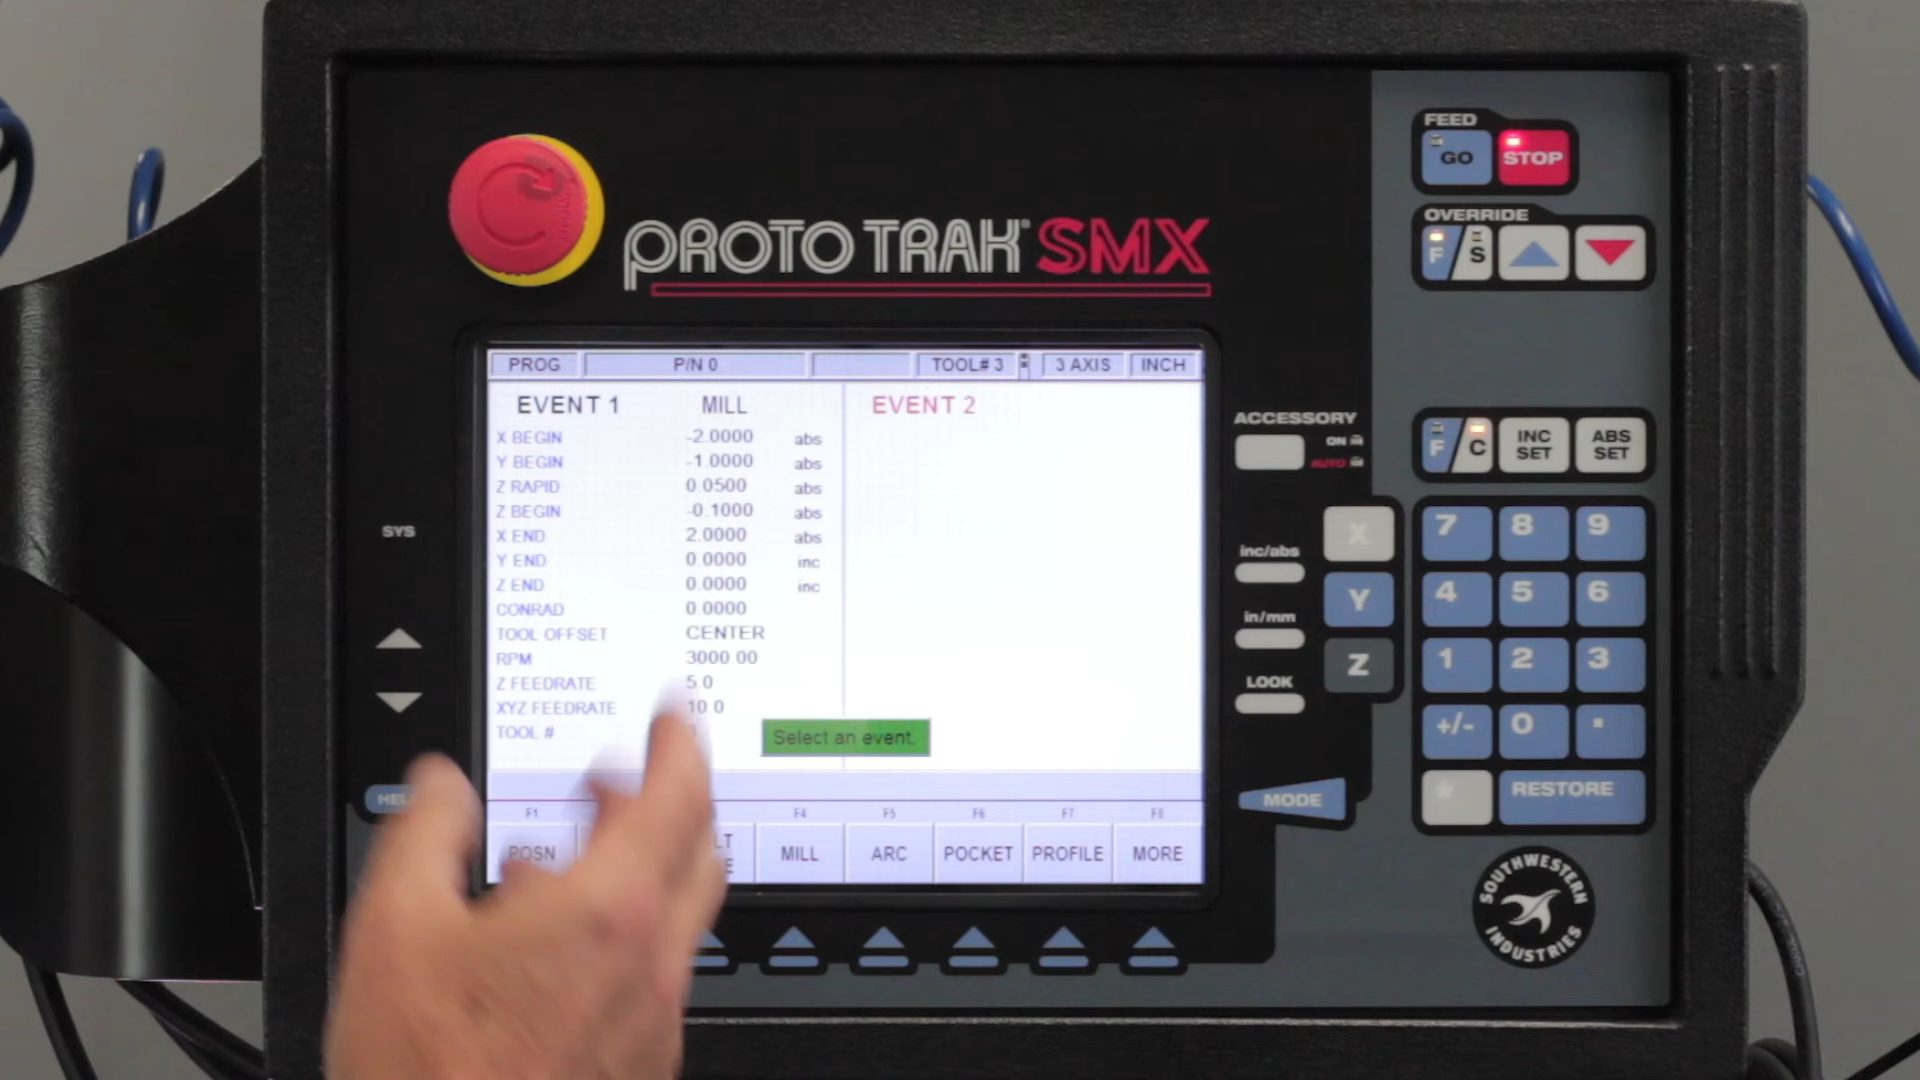 FEED
GO STOP
OVERRIDE
F S
PROTO TRAK® SMX
PROG P/N 0 TOOL# 3 3 AXIS INCH
EVENT 1 MILL EVENT 2
X BEGIN -2.0000 abs
Y BEGIN -1.0000 abs
Z RAPID 0.0500 abs
Z BEGIN -0.1000 abs
X END 2.0000 abs
Y END 0.0000 inc
Z END 0.0000 inc
CONRAD 0.0000
TOOL OFFSET CENTER
RPM 3000.00
Z FEEDRATE 5.0
XYZ FEEDRATE 10.0
TOOL #
Select an event.
F1 F4 F5 F6 F7 F8
POSN MILL ARC POCKET PROFILE MORE
SYS
ACCESSORY
ON
AUTO
F C INC SET ABS SET
inc/abs
in/mm
LOOK
X
Y
Z
7 8 9
4 5 6
1 2 3
+/- 0 .
* RESTORE
MODE
SOUTHWESTERN
INDUSTRIES